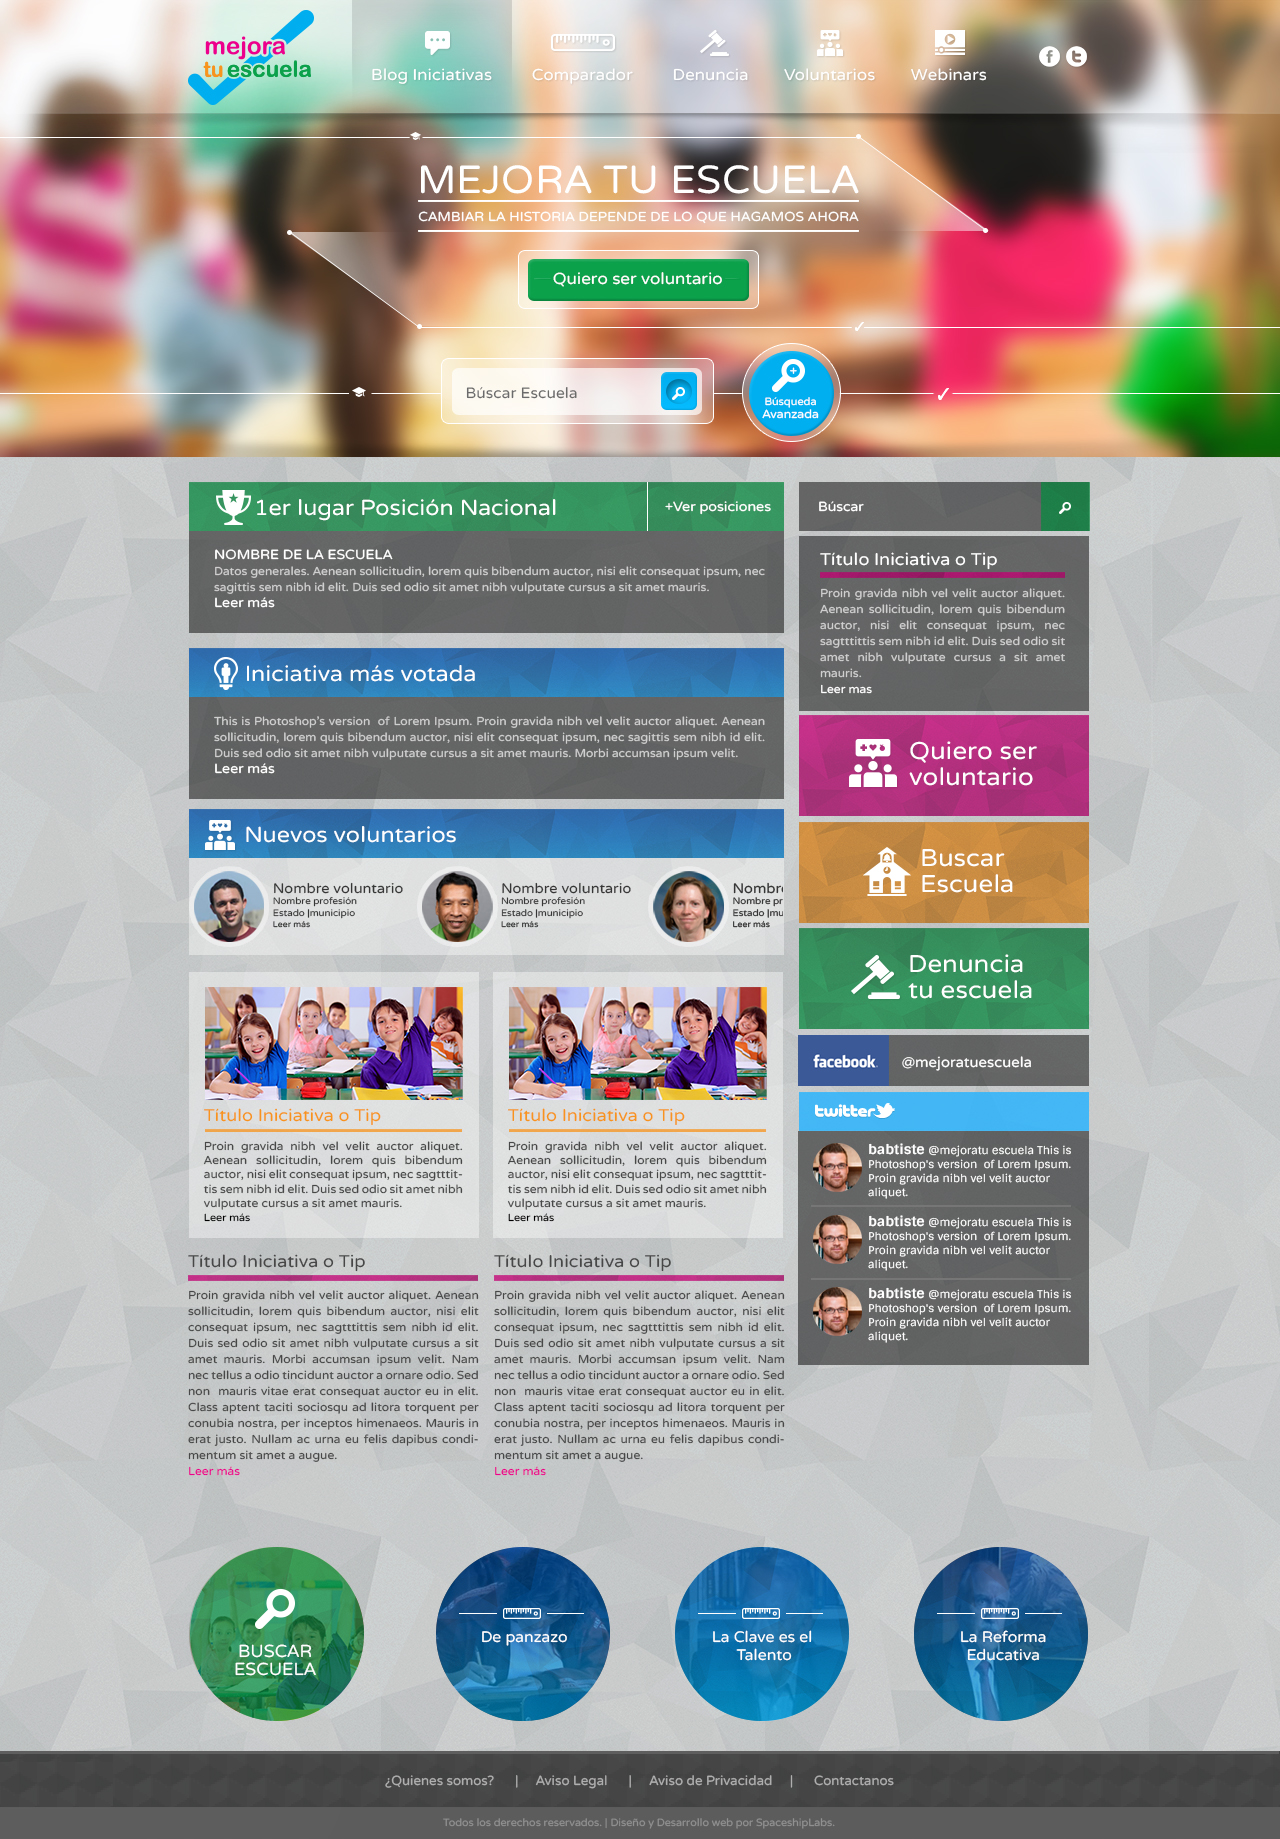 mejora
tu escuela
Blog Iniciativas
Comparador
Denuncia
Voluntarios
Webinars
MEJORA TU ESCUELA
CAMBIAR LA HISTORIA DEPENDE DE LO QUE HAGAMOS AHORA
Quiero ser voluntario
Búscar Escuela
Búsqueda
Avanzada
1er lugar Posición Nacional
+Ver posiciones
NOMBRE DE LA ESCUELA
Datos generales. Aenean sollicitudin, lorem quis bibendum auctor, nisi elit consequat ipsum, nec
sagittis sem nibh id elit. Duis sed odio sit amet nibh vulputate cursus a sit amet mauris.
Leer más
Iniciativa más votada
This is Photoshop's version of Lorem Ipsum. Proin gravida nibh vel velit auctor aliquet. Aenean
sollicitudin, lorem quis bibendum auctor, nisi elit consequat ipsum, nec sagittis sem nibh id elit.
Duis sed odio sit amet nibh vulputate cursus a sit amet mauris. Morbi accumsan ipsum velit.
Leer más
Nuevos voluntarios
Nombre voluntario
Nombre profesión
Estado |municipio
Leer más
Nombre voluntario
Nombre profesión
Estado |municipio
Leer más
Nombre
Nombre pr
Estado |mu
Leer más
Título Iniciativa o Tip
Proin gravida nibh vel velit auctor aliquet.
Aenean sollicitudin, lorem quis bibendum
auctor, nisi elit consequat ipsum, nec sagtttit-
tis sem nibh id elit. Duis sed odio sit amet nibh
vulputate cursus a sit amet mauris.
Leer más
Título Iniciativa o Tip
Proin gravida nibh vel velit auctor aliquet.
Aenean sollicitudin, lorem quis bibendum
auctor, nisi elit consequat ipsum, nec sagtttit-
tis sem nibh id elit. Duis sed odio sit amet nibh
vulputate cursus a sit amet mauris.
Leer más
Título Iniciativa o Tip
Proin gravida nibh vel velit auctor aliquet. Aenean
sollicitudin, lorem quis bibendum auctor, nisi elit
consequat ipsum, nec sagtttittis sem nibh id elit.
Duis sed odio sit amet nibh vulputate cursus a sit
amet mauris. Morbi accumsan ipsum velit. Nam
nec tellus a odio tincidunt auctor a ornare odio. Sed
non mauris vitae erat consequat auctor eu in elit.
Class aptent taciti sociosqu ad litora torquent per
conubia nostra, per inceptos himenaeos. Mauris in
erat justo. Nullam ac urna eu felis dapibus condi-
mentum sit amet a augue.
Leer más
Título Iniciativa o Tip
Proin gravida nibh vel velit auctor aliquet. Aenean
sollicitudin, lorem quis bibendum auctor, nisi elit
consequat ipsum, nec sagtttittis sem nibh id elit.
Duis sed odio sit amet nibh vulputate cursus a sit
amet mauris. Morbi accumsan ipsum velit. Nam
nec tellus a odio tincidunt auctor a ornare odio. Sed
non mauris vitae erat consequat auctor eu in elit.
Class aptent taciti sociosqu ad litora torquent per
conubia nostra, per inceptos himenaeos. Mauris in
erat justo. Nullam ac urna eu felis dapibus condi-
mentum sit amet a augue.
Leer más
Búscar
Título Iniciativa o Tip
Proin gravida nibh vel velit auctor aliquet.
Aenean sollicitudin, lorem quis bibendum
auctor, nisi elit consequat ipsum, nec
sagtttittis sem nibh id elit. Duis sed odio sit
amet nibh vulputate cursus a sit amet
mauris.
Leer mas
Quiero ser
voluntario
Buscar
Escuela
Denuncia
tu escuela
facebook.
@mejoratuescuela
twitter
babtiste @mejoratu escuela This is
Photoshop's version of Lorem Ipsum.
Proin gravida nibh vel velit auctor
aliquet.
babtiste @mejoratu escuela This is
Photoshop's version of Lorem Ipsum.
Proin gravida nibh vel velit auctor
aliquet.
babtiste @mejoratu escuela This is
Photoshop's version of Lorem Ipsum.
Proin gravida nibh vel velit auctor
aliquet.
BUSCAR
ESCUELA
De panzazo
La Clave es el
Talento
La Reforma
Educativa
¿Quienes somos? | Aviso Legal | Aviso de Privacidad | Contactanos
Todos los derechos reservados. | Diseño y Desarrollo web por SpaceshipLabs.